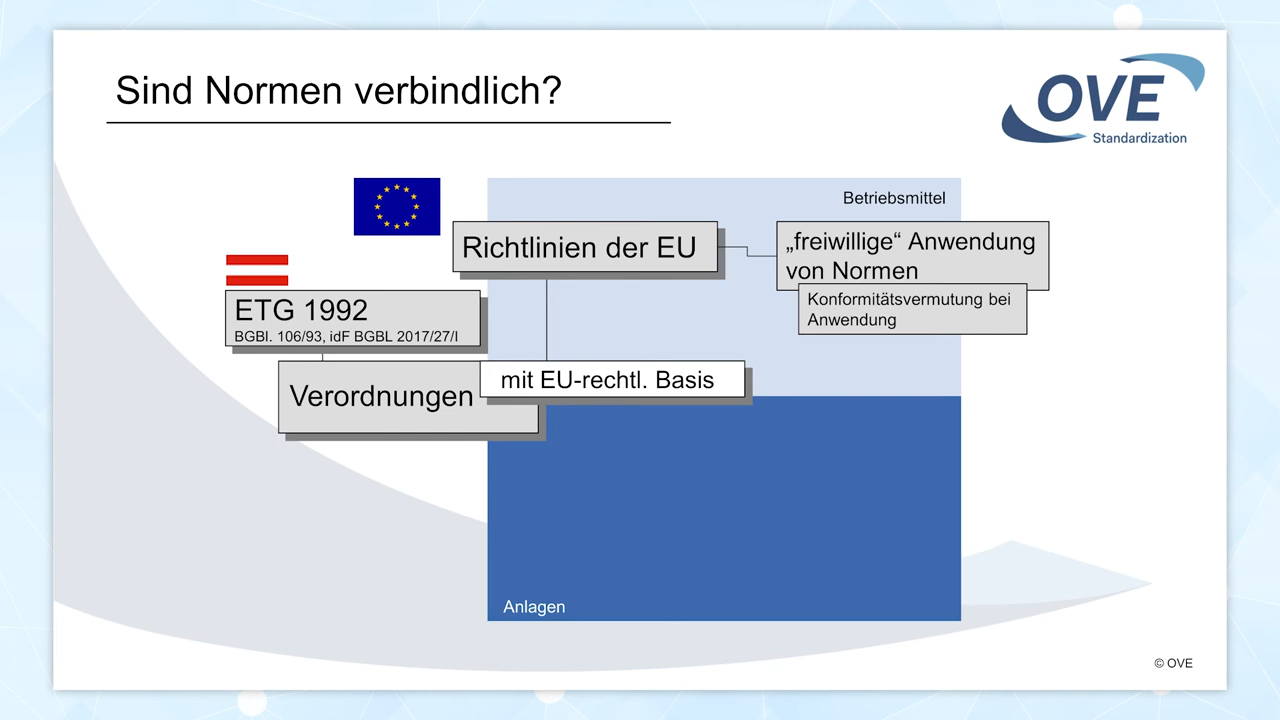 Sind Normen verbindlich?
OVE
Standardization
Betriebsmittel
Richtlinien der EU
„freiwillige“ Anwendung
von Normen
Konformitätsvermutung bei
Anwendung
ETG 1992
BGBl. 106/93, idF BGBL 2017/27/I
Verordnungen
mit EU-rechtl. Basis
Anlagen
© OVE